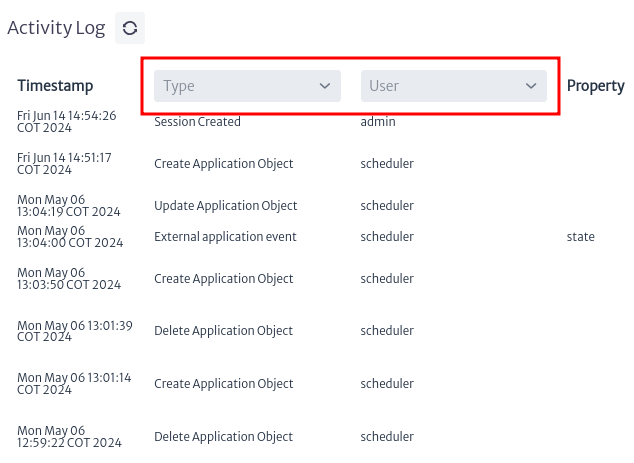 Activity Log
Timestamp Type User Property
Fri Jun 14 14:54:26
COT 2024 Session Created admin
Fri Jun 14 14:51:17
COT 2024 Create Application Object scheduler
Mon May 06
13:04:19 COT 2024 Update Application Object scheduler
Mon May 06
13:04:00 COT 2024 External application event scheduler state
Mon May 06
13:03:50 COT 2024 Create Application Object scheduler
Mon May 06 13:01:39
COT 2024 Delete Application Object scheduler
Mon May 06 13:01:14
COT 2024 Create Application Object scheduler
Mon May 06
12:59:22 COT 2024 Delete Application Object scheduler